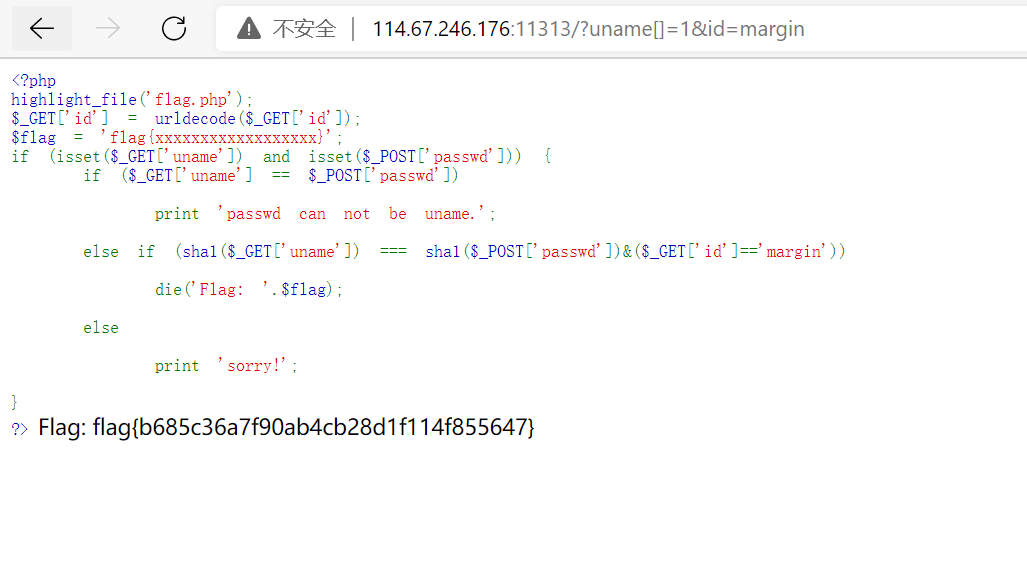 不安全 | 114.67.246.176:11313/?uname[]=1&id=margin
<?php
highlight_file('flag.php');
$_GET['id'] = urldecode($_GET['id']);
$flag = 'flag{xxxxxxxxxxxxxxxxxx}';
if (isset($_GET['uname']) and isset($_POST['passwd'])) {
if ($_GET['uname'] == $_POST['passwd'])
print 'passwd can not be uname.';
else if (sha1($_GET['uname']) === sha1($_POST['passwd'])&($_GET['id']=='margin'))
die('Flag: '.$flag);
else
print 'sorry!';
}
?> Flag: flag{b685c36a7f90ab4cb28d1f114f855647}